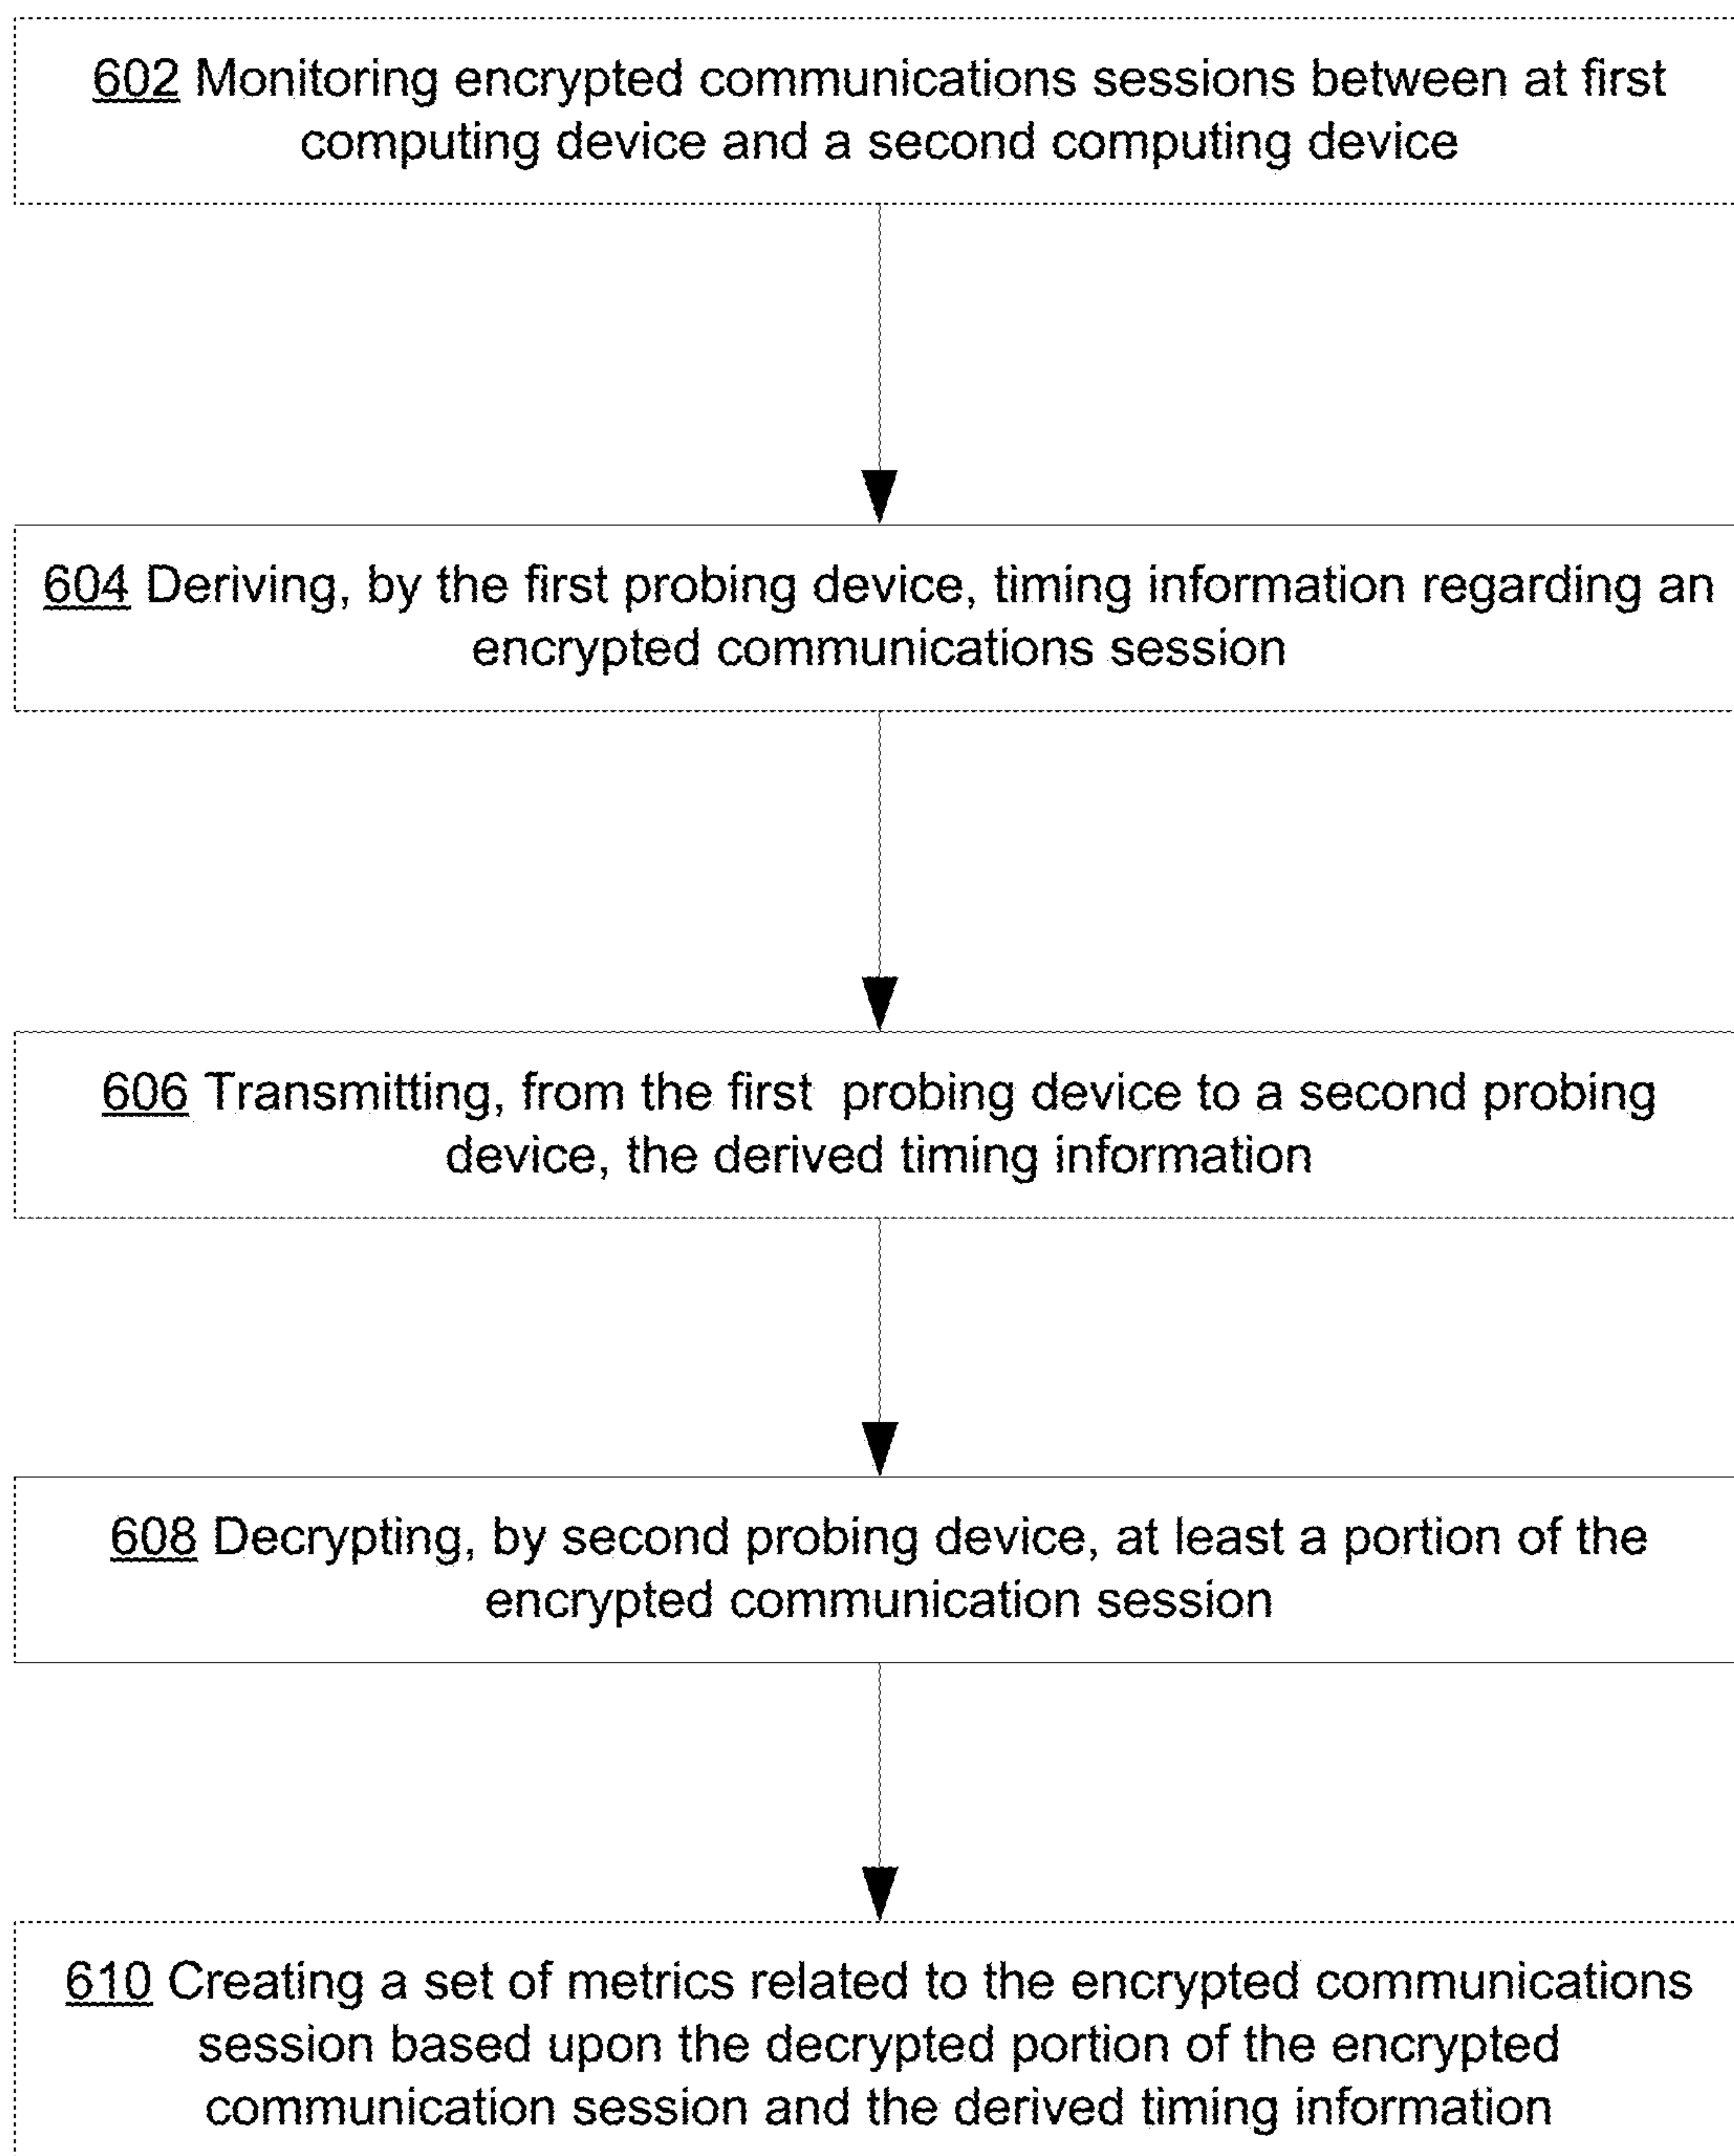 602 Monitoring encrypted communications sessions between at first
computing device and a second computing device
604 Deriving, by the first probing device, timing information regarding an
encrypted communications session
606 Transmitting, from the first probing device to a second probing
device, the derived timing information
608 Decrypting, by second probing device, at least a portion of the
encrypted communication session
610 Creating a set of metrics related to the encrypted communications
session based upon the decrypted portion of the encrypted
communication session and the derived timing information